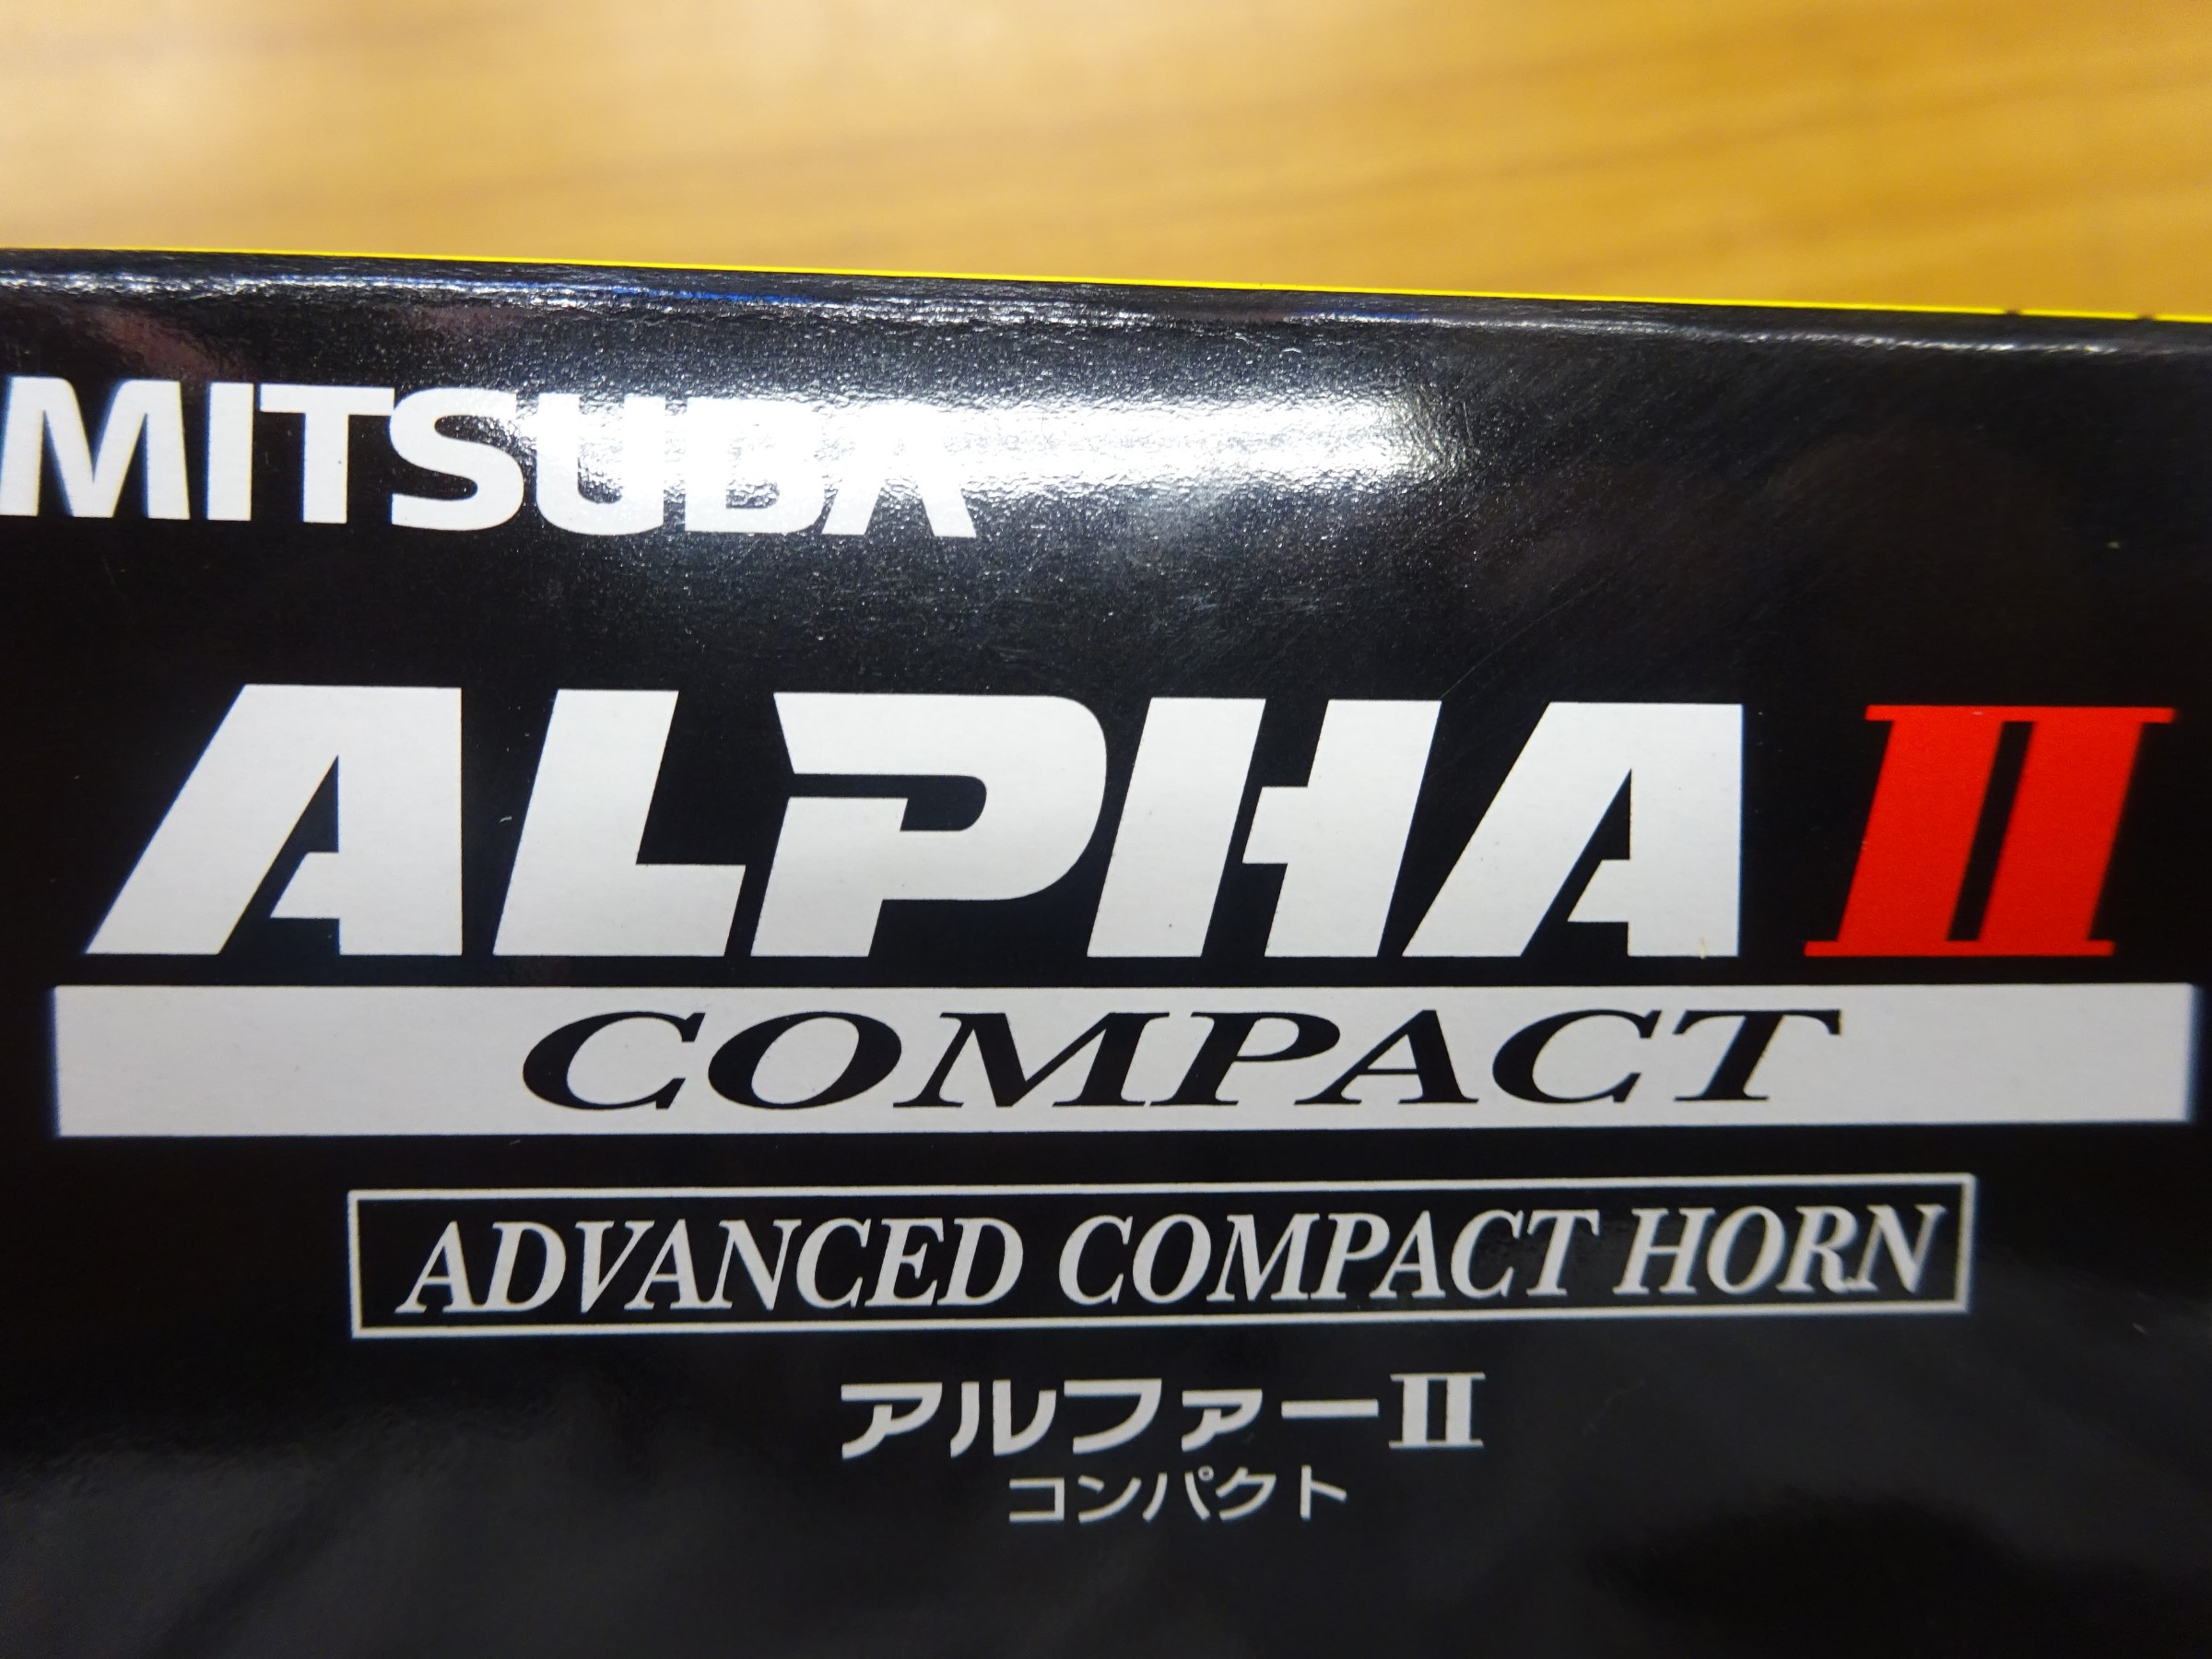 MITSUBA
ALPHA II
COMPACT
ADVANCED COMPACT HORN
アルファーII
コンパクト